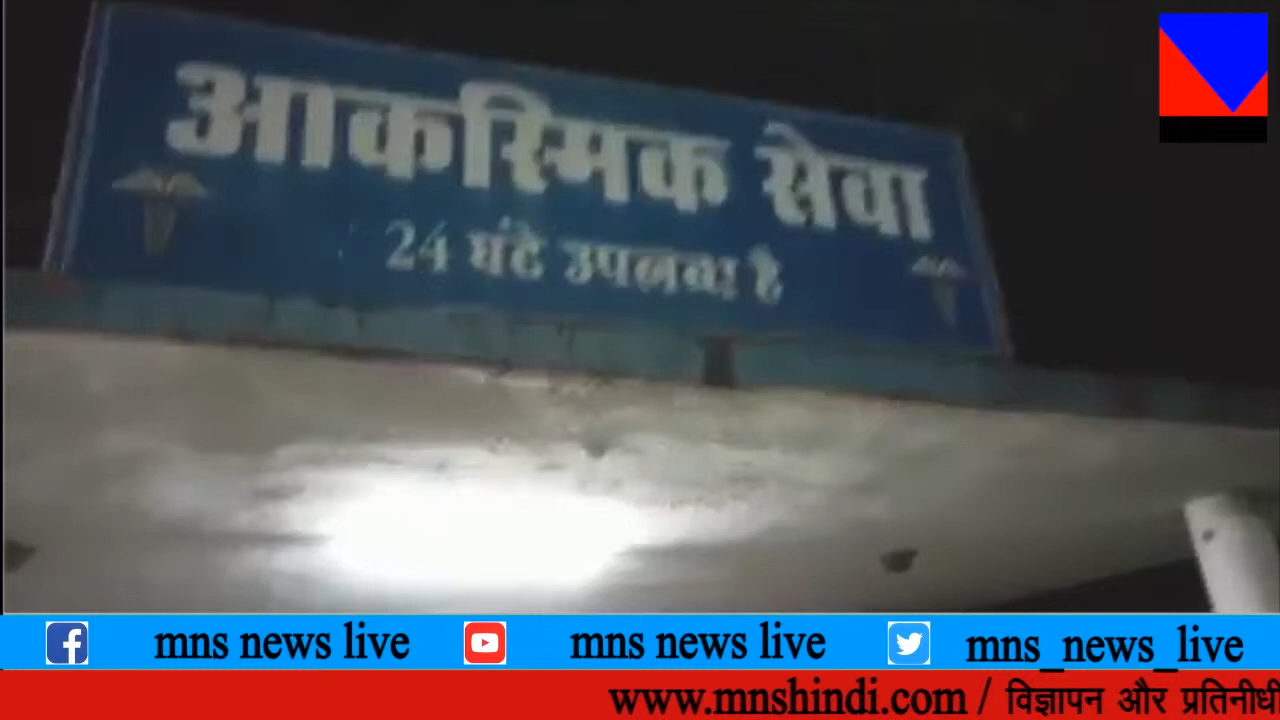 आकस्मिक सेवा
24 घंटे उपलब्ध है
mns news live
mns news live
mns_news_live
www.mnshindi.com / विज्ञापन और प्रतिनीधी